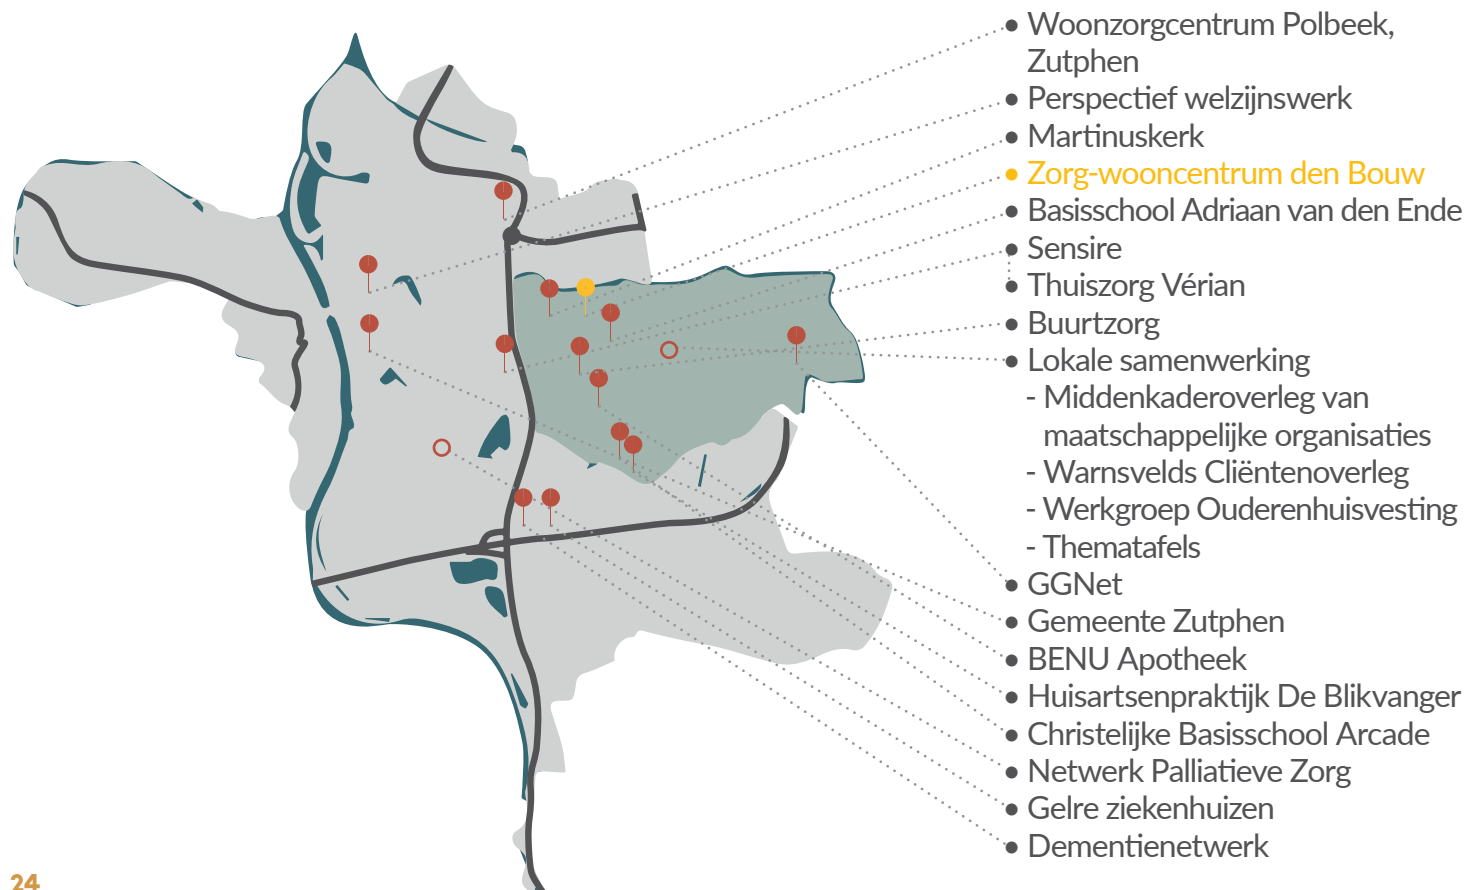 Woonzorgcentrum Polbeek,
Zutphen
Perspectief welzijnswerk
Martinuskerk
Zorg-wooncentrum den Bouw
Basisschool Adriaan van den Ende
Sensire
Thuiszorg Vérian
Buurtzorg
Lokale samenwerking
- Middenkaderoverleg van
maatschappelijke organisaties
- Warnsvelds Cliëntenoverleg
- Werkgroep Ouderenhuisvesting
- Thematafels
GGNet
Gemeente Zutphen
BENU Apotheek
Huisartsenpraktijk De Blikvanger
Christelijke Basisschool Arcade
Netwerk Palliatieve Zorg
Gelre ziekenhuizen
Dementienetwerk
24